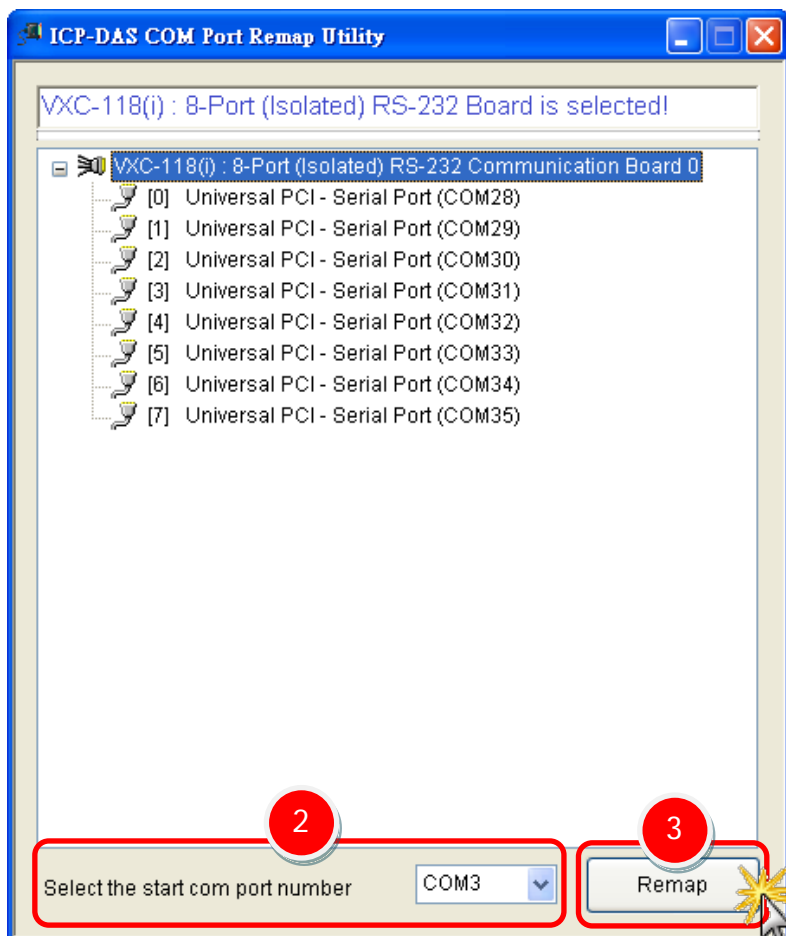 ICP-DAS COM Port Remap Utility
VXC-118(i) : 8-Port (Isolated) RS-232 Board is selected!
VXC-118(i) : 8-Port (Isolated) RS-232 Communication Board 0
[0] Universal PCI - Serial Port (COM28)
[1] Universal PCI - Serial Port (COM29)
[2] Universal PCI - Serial Port (COM30)
[3] Universal PCI - Serial Port (COM31)
[4] Universal PCI - Serial Port (COM32)
[5] Universal PCI - Serial Port (COM33)
[6] Universal PCI - Serial Port (COM34)
[7] Universal PCI - Serial Port (COM35)
2
3
Select the start com port number COM3 Remap